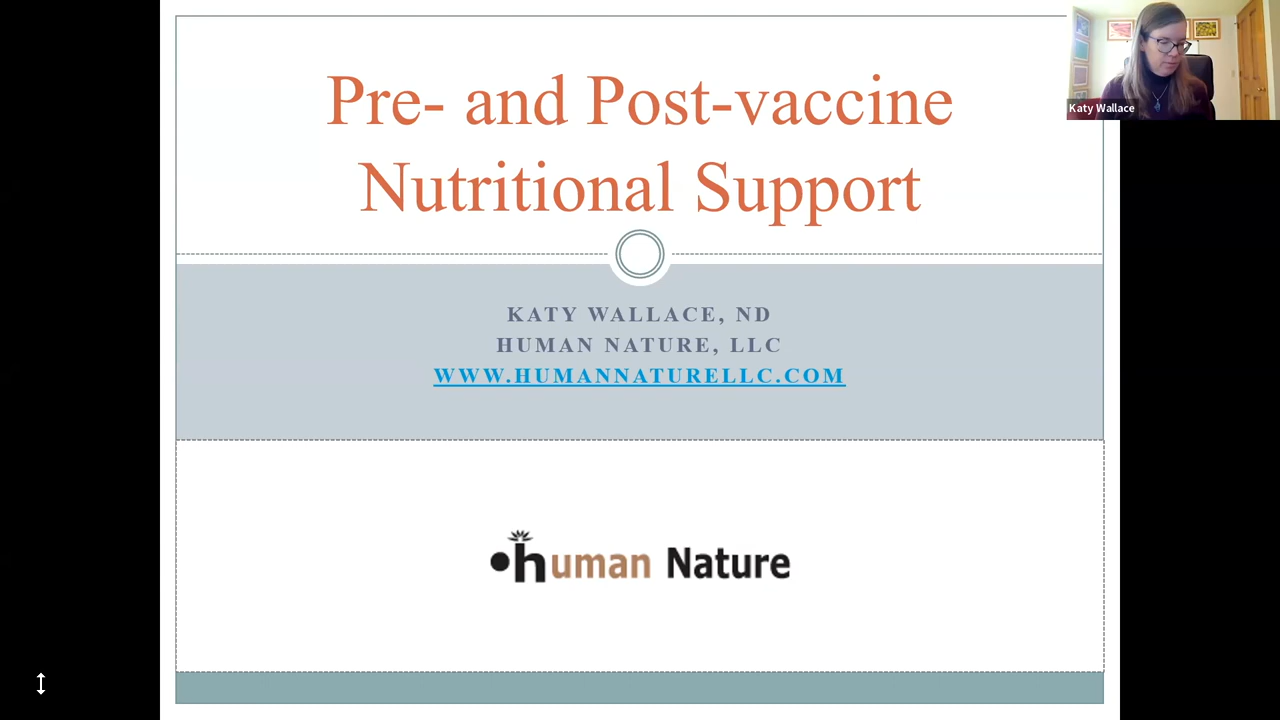 Pre- and Post-vaccine
Nutritional Support
Katy Wallace
KATY WALLACE, ND
HUMAN NATURE, LLC
WWW.HUMANNATURELLC.COM
human Nature